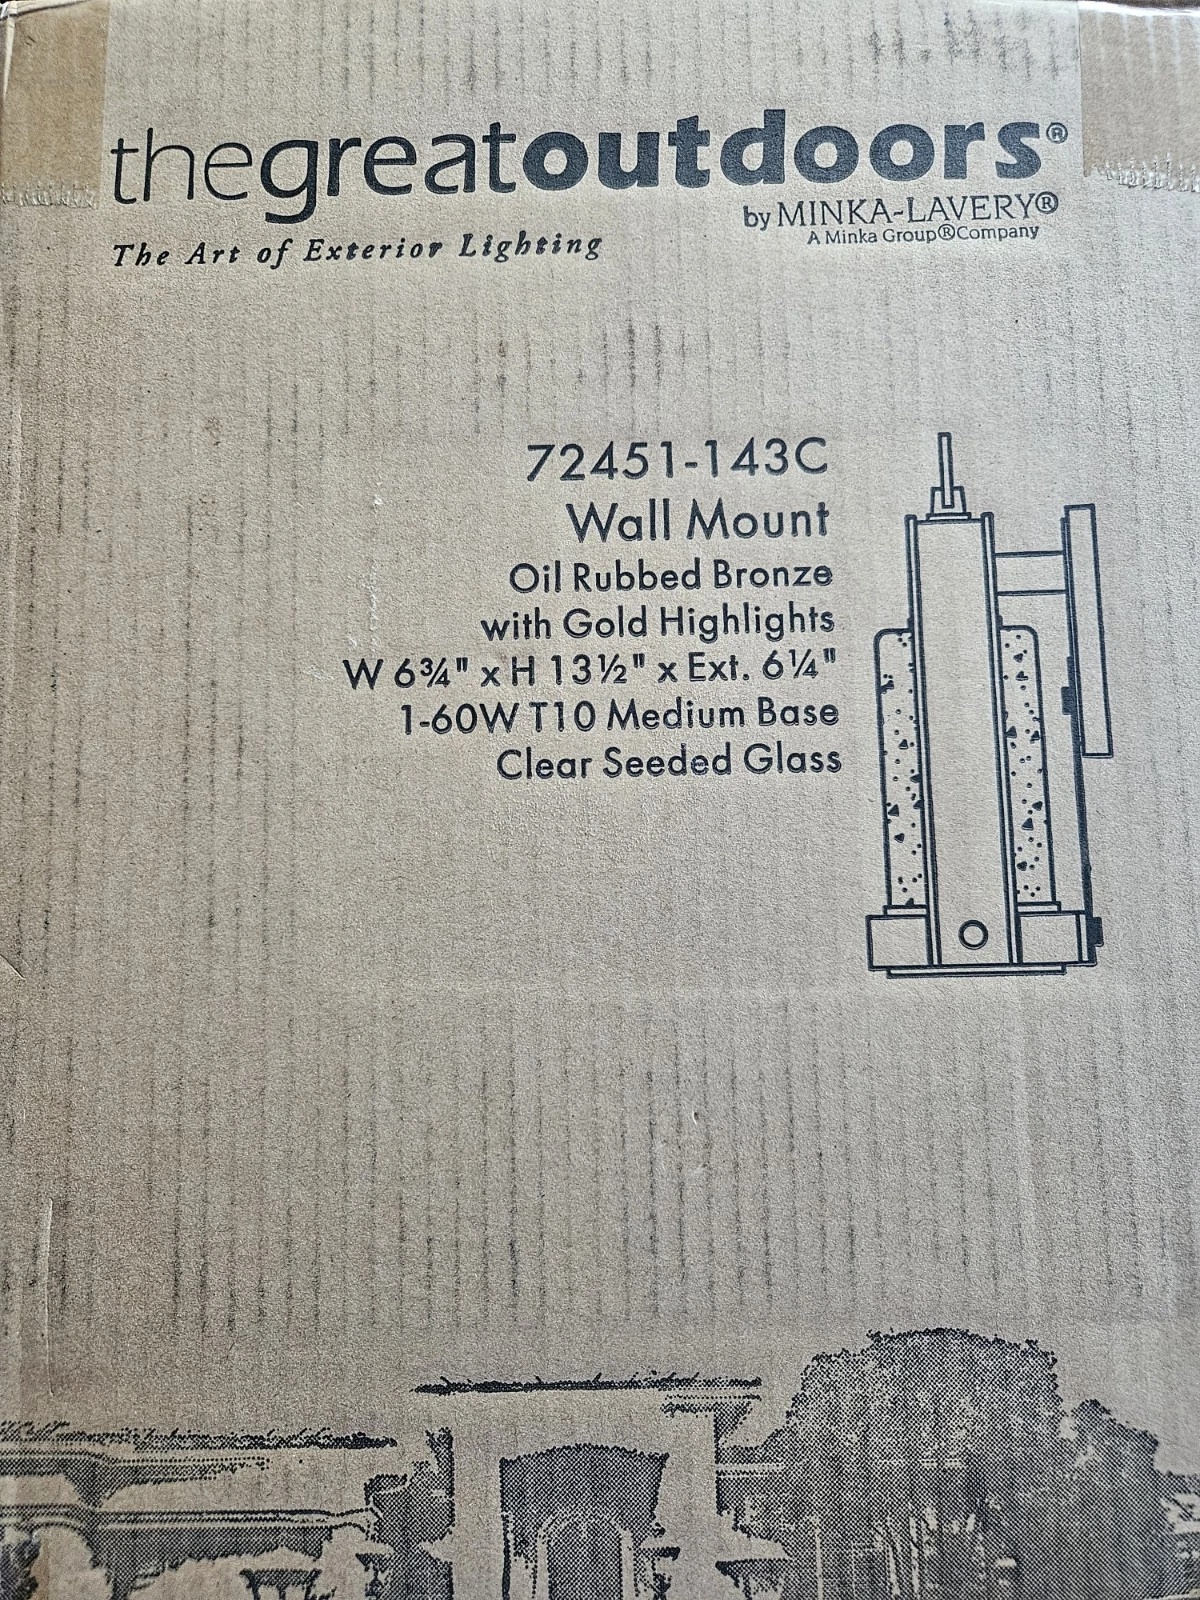 thegreatoutdoors®
by MINKA-LAVERY®
A Minka Group®Company
The Art of Exterior Lighting
72451-143C
Wall Mount
Oil Rubbed Bronze
with Gold Highlights
W 6¾" x H 13½" x Ext. 6¼"
1-60W T10 Medium Base
Clear Seeded Glass